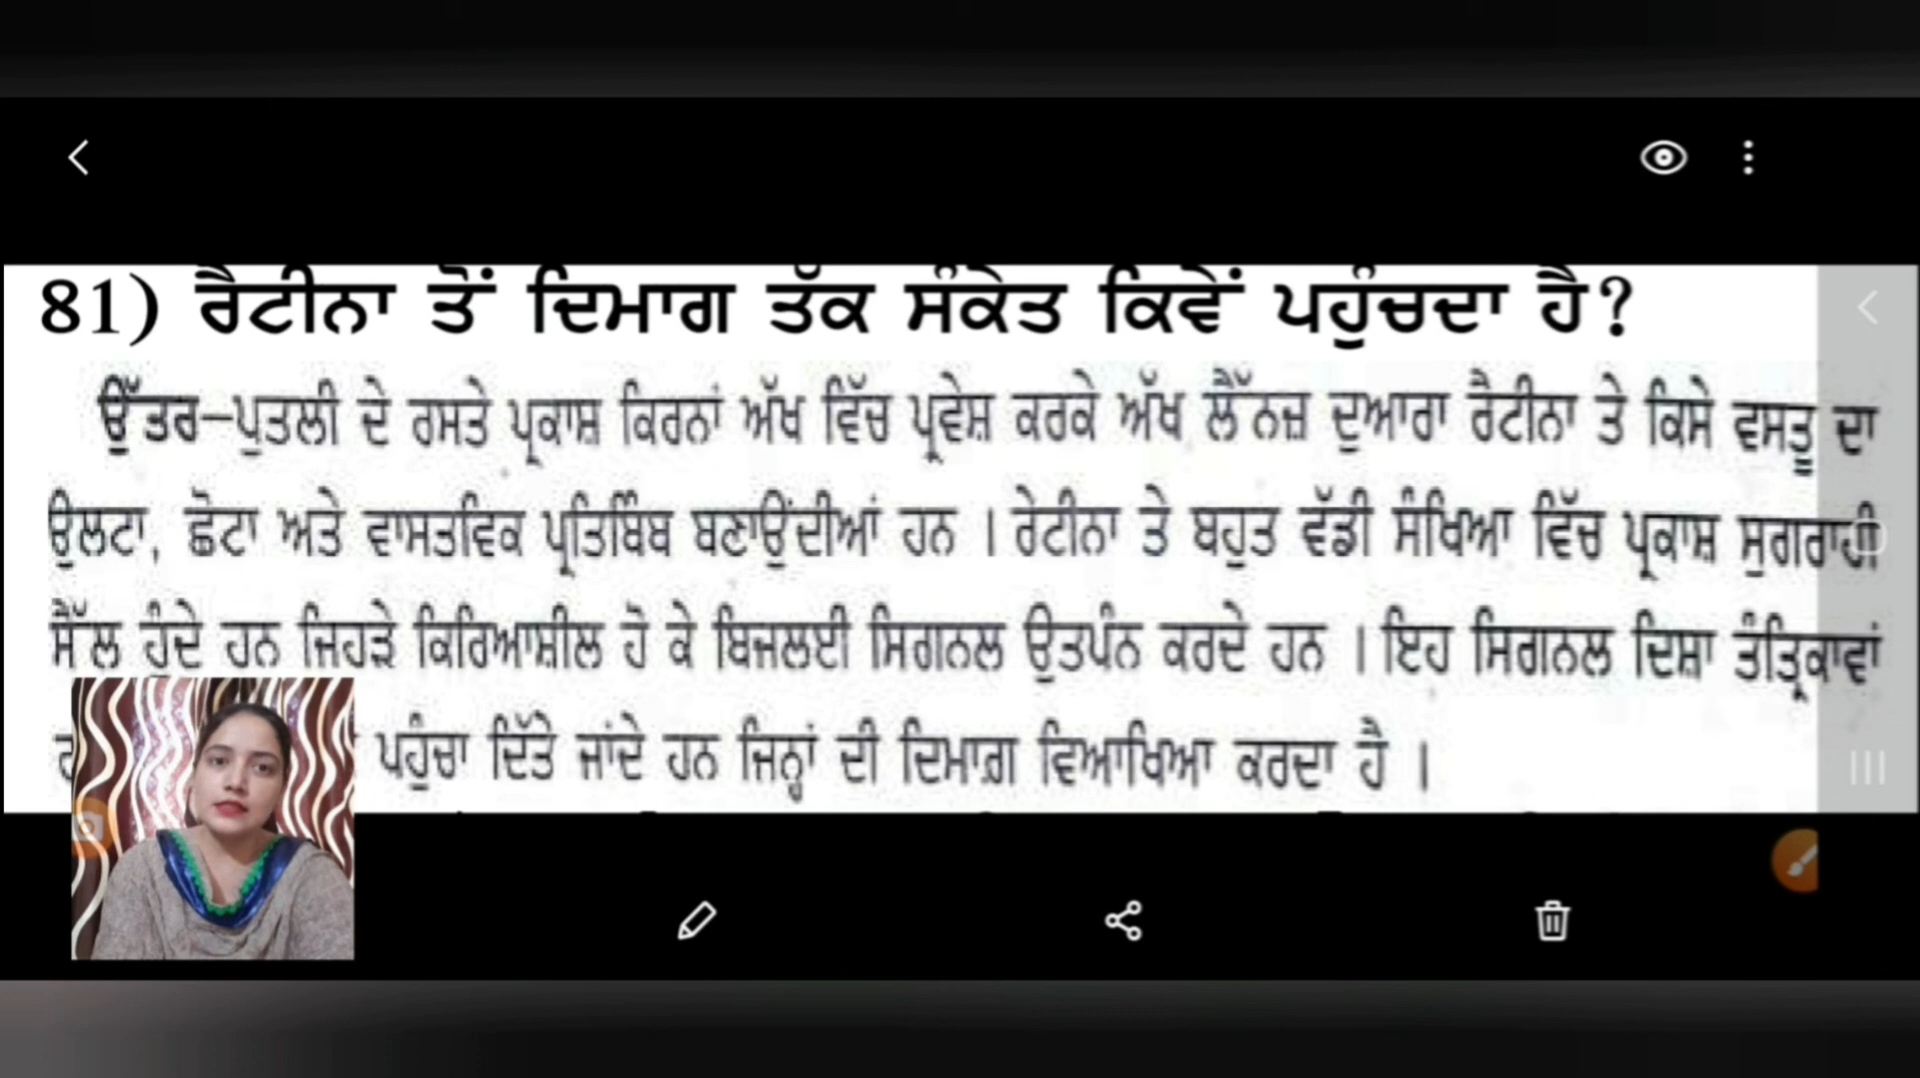 81) ਰੈਟੀਨਾ ਤੋਂ ਦਿਮਾਗ ਤੱਕ ਸੰਕੇਤ ਕਿਵੇਂ ਪਹੁੰਚਦਾ ਹੈ?
ਉੱਤਰ–ਪੁਤਲੀ ਦੇ ਰਸਤੇ ਪ੍ਰਕਾਸ਼ ਕਿਰਨਾਂ ਅੱਖ ਵਿੱਚ ਪ੍ਰਵੇਸ਼ ਕਰਕੇ ਅੱਖ ਲੈੱਨਜ਼ ਦੁਆਰਾ ਰੈਟੀਨਾ ਤੇ ਕਿਸੇ ਵਸਤੂ ਦਾ
ਉਲਟਾ, ਛੋਟਾ ਅਤੇ ਵਾਸਤਵਿਕ ਪ੍ਰਤਿਬਿੰਬ ਬਣਾਉਂਦੀਆਂ ਹਨ । ਰੇਟੀਨਾ ਤੇ ਬਹੁਤ ਵੱਡੀ ਸੰਖਿਆ ਵਿੱਚ ਪ੍ਰਕਾਸ਼ ਸੁਗਰਾਹੀ
ਸੈੱਲ ਹੁੰਦੇ ਹਨ ਜਿਹੜੇ ਕਿਰਿਆਸ਼ੀਲ ਹੋ ਕੇ ਬਿਜਲਈ ਸਿਗਨਲ ਉਤਪੰਨ ਕਰਦੇ ਹਨ । ਇਹ ਸਿਗਨਲ ਦਿਸ਼ਾ ਤੰਤ੍ਰਿਕਾਵਾਂ
ਪਹੁੰਚਾ ਦਿੱਤੇ ਜਾਂਦੇ ਹਨ ਜਿਨ੍ਹਾਂ ਦੀ ਦਿਮਾਗ਼ ਵਿਆਖਿਆ ਕਰਦਾ ਹੈ ।